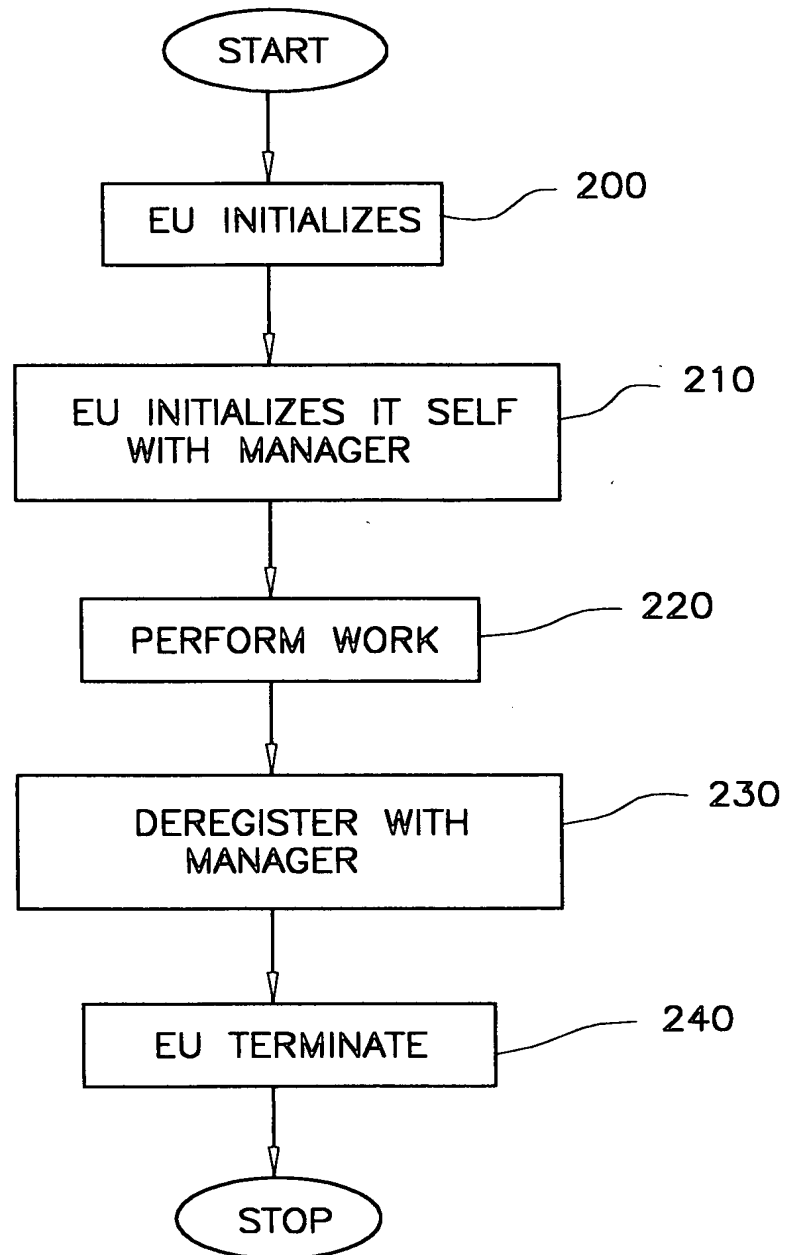 START
EU INITIALIZES
200
EU INITIALIZES IT SELF
WITH MANAGER
210
PERFORM WORK
220
DEREGISTER WITH
MANAGER
230
EU TERMINATE
240
STOP